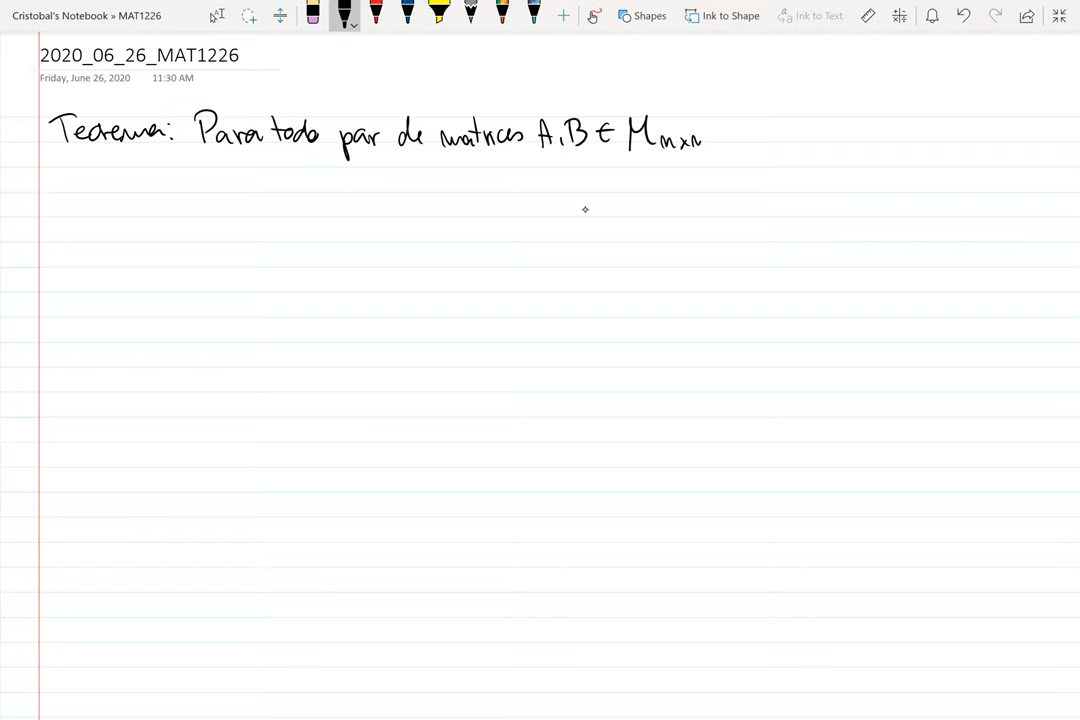 Cristobal's Notebook » MAT1226
Shapes
Ink to Shape
Ink to Text
2020_06_26_MAT1226
Friday, June 26, 2020 11:30 AM
Teorema: Para todo par de matrices A, B ∈ M_{n×n}